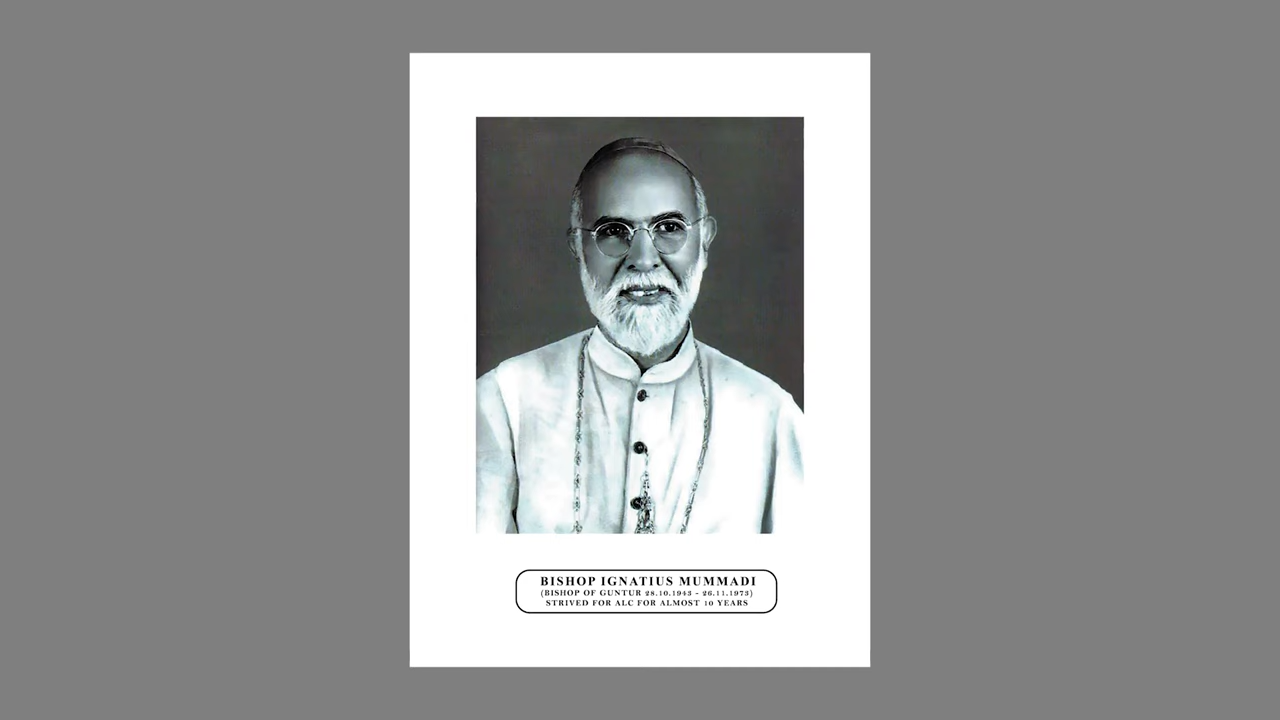 BISHOP IGNATIUS MUMMADI
(BISHOP OF GUNTUR 28.10.1943 - 26.11.1973)
STRIVED FOR ALC FOR ALMOST 10 YEARS